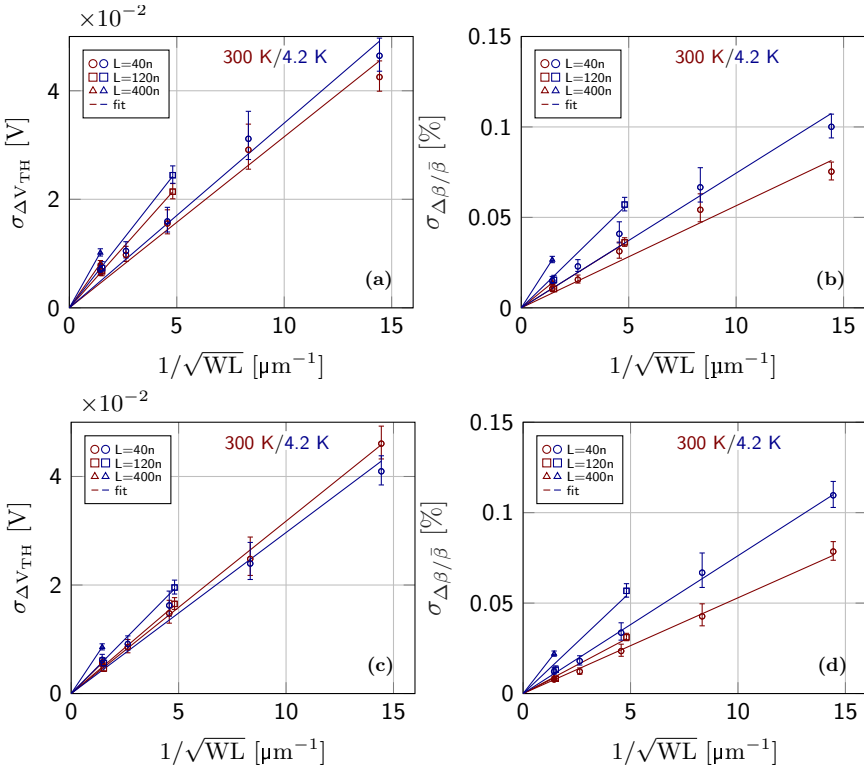 ×10⁻²
300 K/4.2 K
L=40n
L=120n
L=400n
fit
σ_ΔV_TH [V]
4
2
0
0 5 10 15
1/√WL [µm⁻¹]
(a)
300 K/4.2 K
L=40n
L=120n
L=400n
fit
σ_Δβ/β̄ [%]
0.15
0.1
0.05
0
0 5 10 15
1/√WL [µm⁻¹]
(b)
×10⁻²
300 K/4.2 K
L=40n
L=120n
L=400n
fit
σ_ΔV_TH [V]
4
2
0
0 5 10 15
1/√WL [µm⁻¹]
(c)
300 K/4.2 K
L=40n
L=120n
L=400n
fit
σ_Δβ/β̄ [%]
0.15
0.1
0.05
0
0 5 10 15
1/√WL [µm⁻¹]
(d)